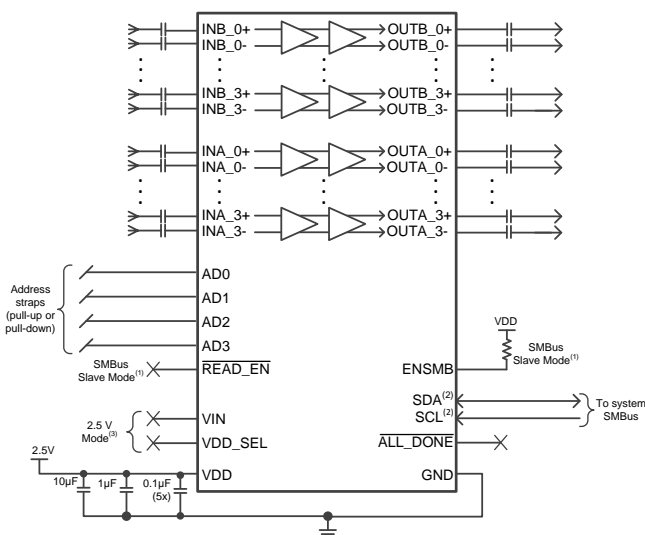 INB_0+ OUTB_0+
INB_0- OUTB_0-
INB_3+ OUTB_3+
INB_3- OUTB_3-
INA_0+ OUTA_0+
INA_0- OUTA_0-
INA_3+ OUTA_3+
INA_3- OUTA_3-
Address
straps
(pull-up or
pull-down)
AD0
AD1
AD2
AD3
SMBus
Slave Mode(1)
READ_EN
VDD
SMBus
Slave Mode(1)
ENSMB
SDA(2)
SCL(2)
To system
SMBus
2.5 V
Mode(3)
VIN
VDD_SEL
ALL_DONE
2.5V
VDD
GND
10µF
1µF
0.1µF
(5x)